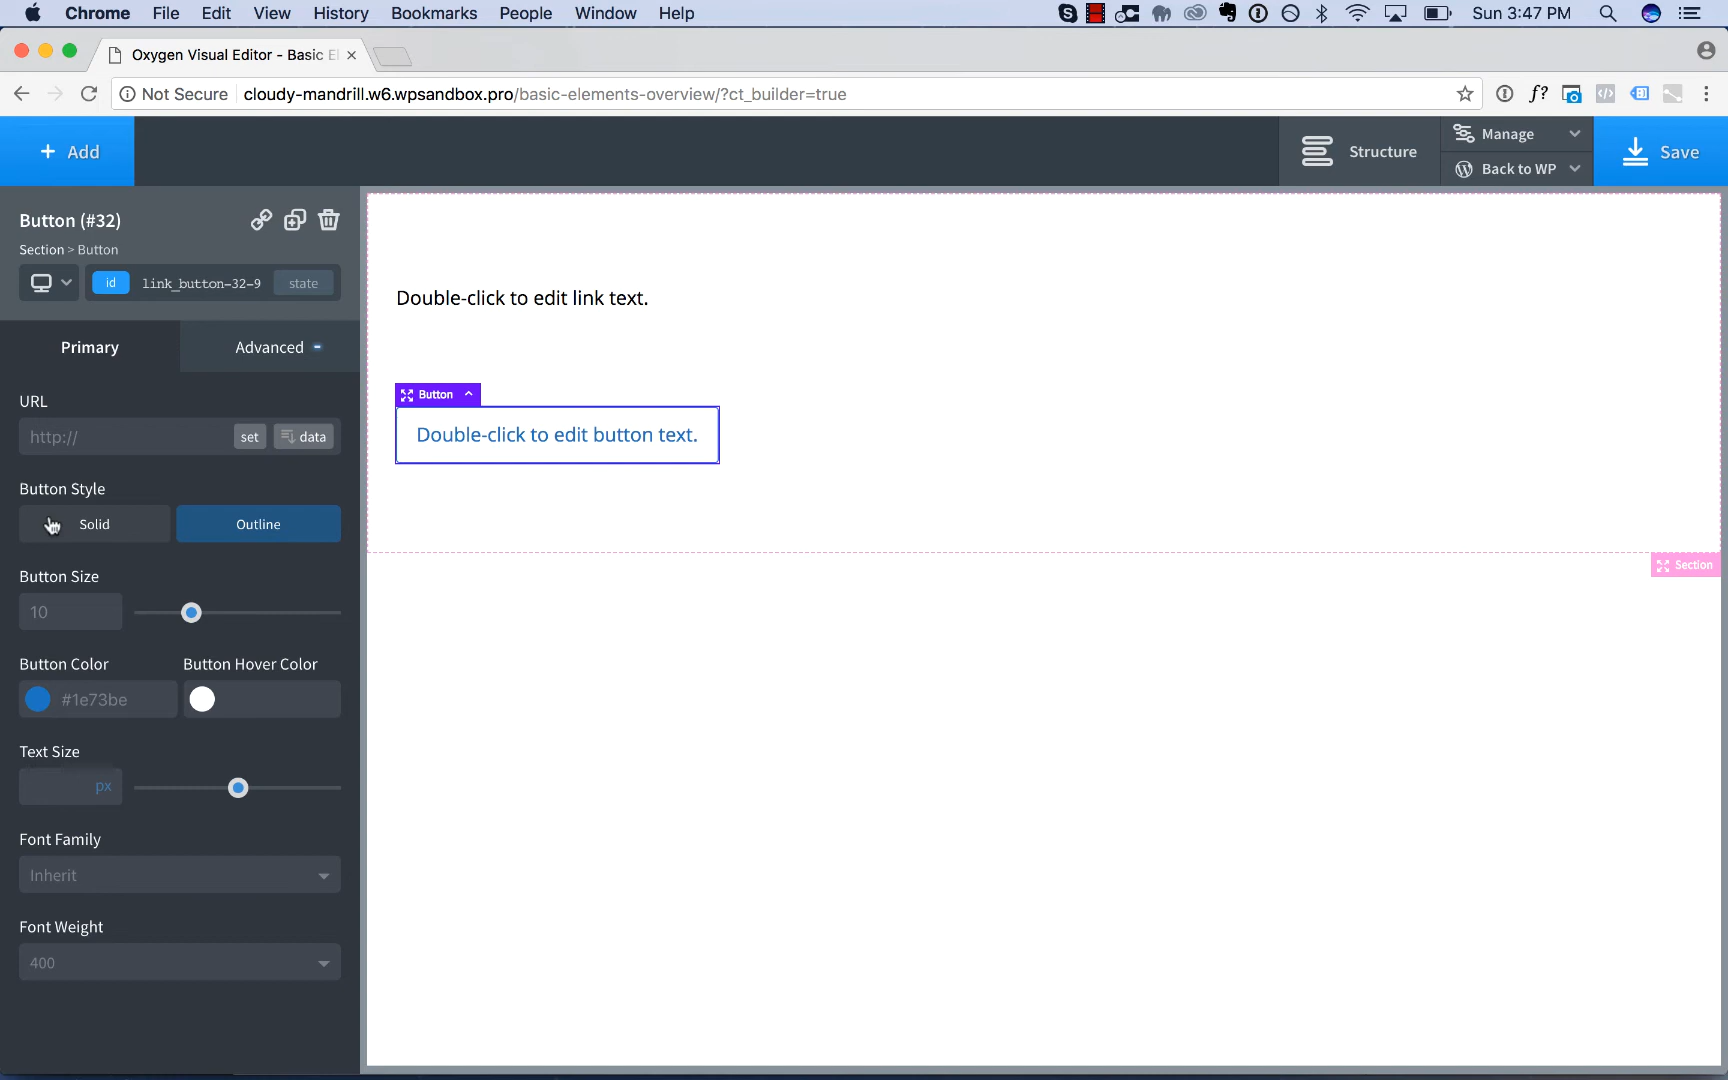 Chrome File Edit View History Bookmarks People Window Help Sun 3:47 PM
Oxygen Visual Editor - Basic El
Not Secure cloudy-mandrill.w6.wpsandbox.pro/basic-elements-overview/?ct_builder=true
+ Add
Structure
Manage
Back to WP
Save
Button (#32)
Section > Button
id link_button-32-9 state
Primary Advanced
URL
http:// set data
Button Style
Solid Outline
Button Size
10
Button Color Button Hover Color
#1e73be
Text Size
px
Font Family
Inherit
Font Weight
400
Double-click to edit link text.
Button
Double-click to edit button text.
Section